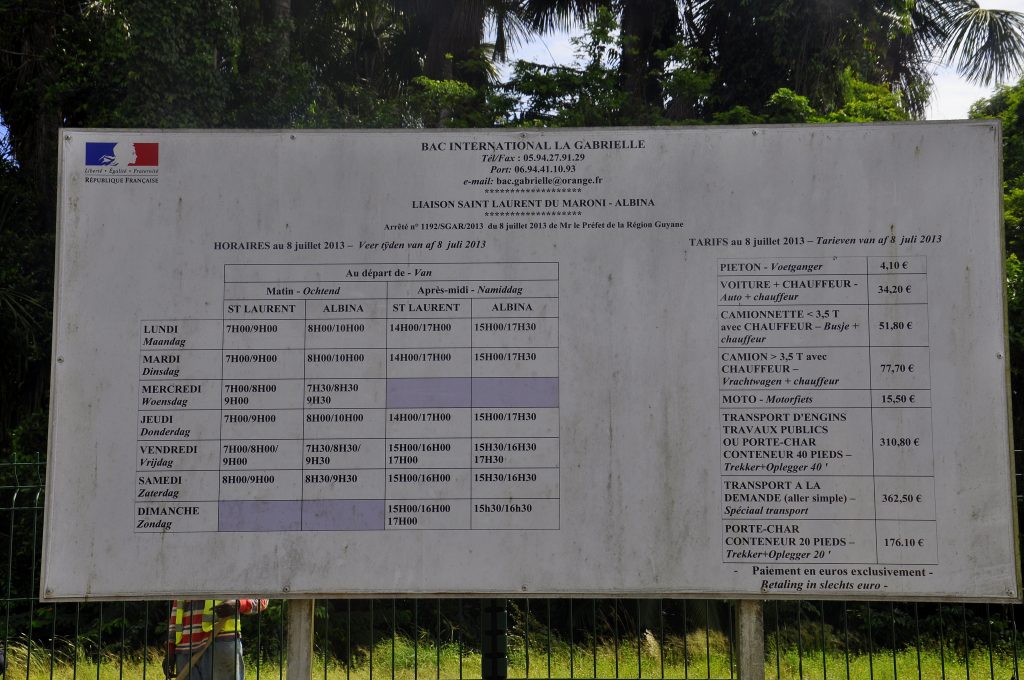 Liberté • Égalité • Fraternité
RÉPUBLIQUE FRANÇAISE
BAC INTERNATIONAL LA GABRIELLE
Tél/Fax : 05.94.27.91.29
Port: 06.94.41.10.93
e-mail: bac.gabrielle@orange.fr
******************
LIAISON SAINT LAURENT DU MARONI - ALBINA
******************
Arrêté n° 1192/SGAR/2013 du 8 juillet 2013 de Mr le Préfet de la Région Guyane
HORAIRES au 8 juillet 2013 – Veer tÿden van af 8 juli 2013
Au départ de - Van
Matin - Ochtend Après-midi - Namiddag
ST LAURENT ALBINA ST LAURENT ALBINA
LUNDI 7H00/9H00 8H00/10H00 14H00/17H00 15H00/17H30
Maandag
MARDI 7H00/9H00 8H00/10H00 14H00/17H00 15H00/17H30
Dinsdag
MERCREDI 7H00/8H00 7H30/8H30
Woensdag 9H00 9H30
JEUDI 7H00/9H00 8H00/10H00 14H00/17H00 15H00/17H30
Donderdag
VENDREDI 7H00/8H00/ 7H30/8H30/ 15H00/16H00 15H30/16H30
Vrijdag 9H00 9H30 17H00 17H30
SAMEDI 8H00/9H00 8H30/9H30 15H00/16H00 15H30/16H30
Zaterdag
DIMANCHE 15H00/16H00 15h30/16h30
Zondag 17H00
TARIFS au 8 juillet 2013 – Tarieven van af 8 juli 2013
PIETON - Voetganger 4,10 €
VOITURE + CHAUFFEUR - 34,20 €
Auto + chauffeur
CAMIONNETTE < 3,5 T
avec CHAUFFEUR – Busje + 51,80 €
chauffeur
CAMION > 3,5 T avec
CHAUFFEUR – 77,70 €
Vrachtwagen + chauffeur
MOTO - Motorfiets 15,50 €
TRANSPORT D'ENGINS
TRAVAUX PUBLICS
OU PORTE-CHAR 310,80 €
CONTENEUR 40 PIEDS –
Trekker+Oplegger 40 '
TRANSPORT A LA
DEMANDE (aller simple) – 362,50 €
Spéciaal transport
PORTE-CHAR
CONTENEUR 20 PIEDS – 176.10 €
Trekker+Oplegger 20 '
- Paiement en euros exclusivement -
Retaling in slechts euro -